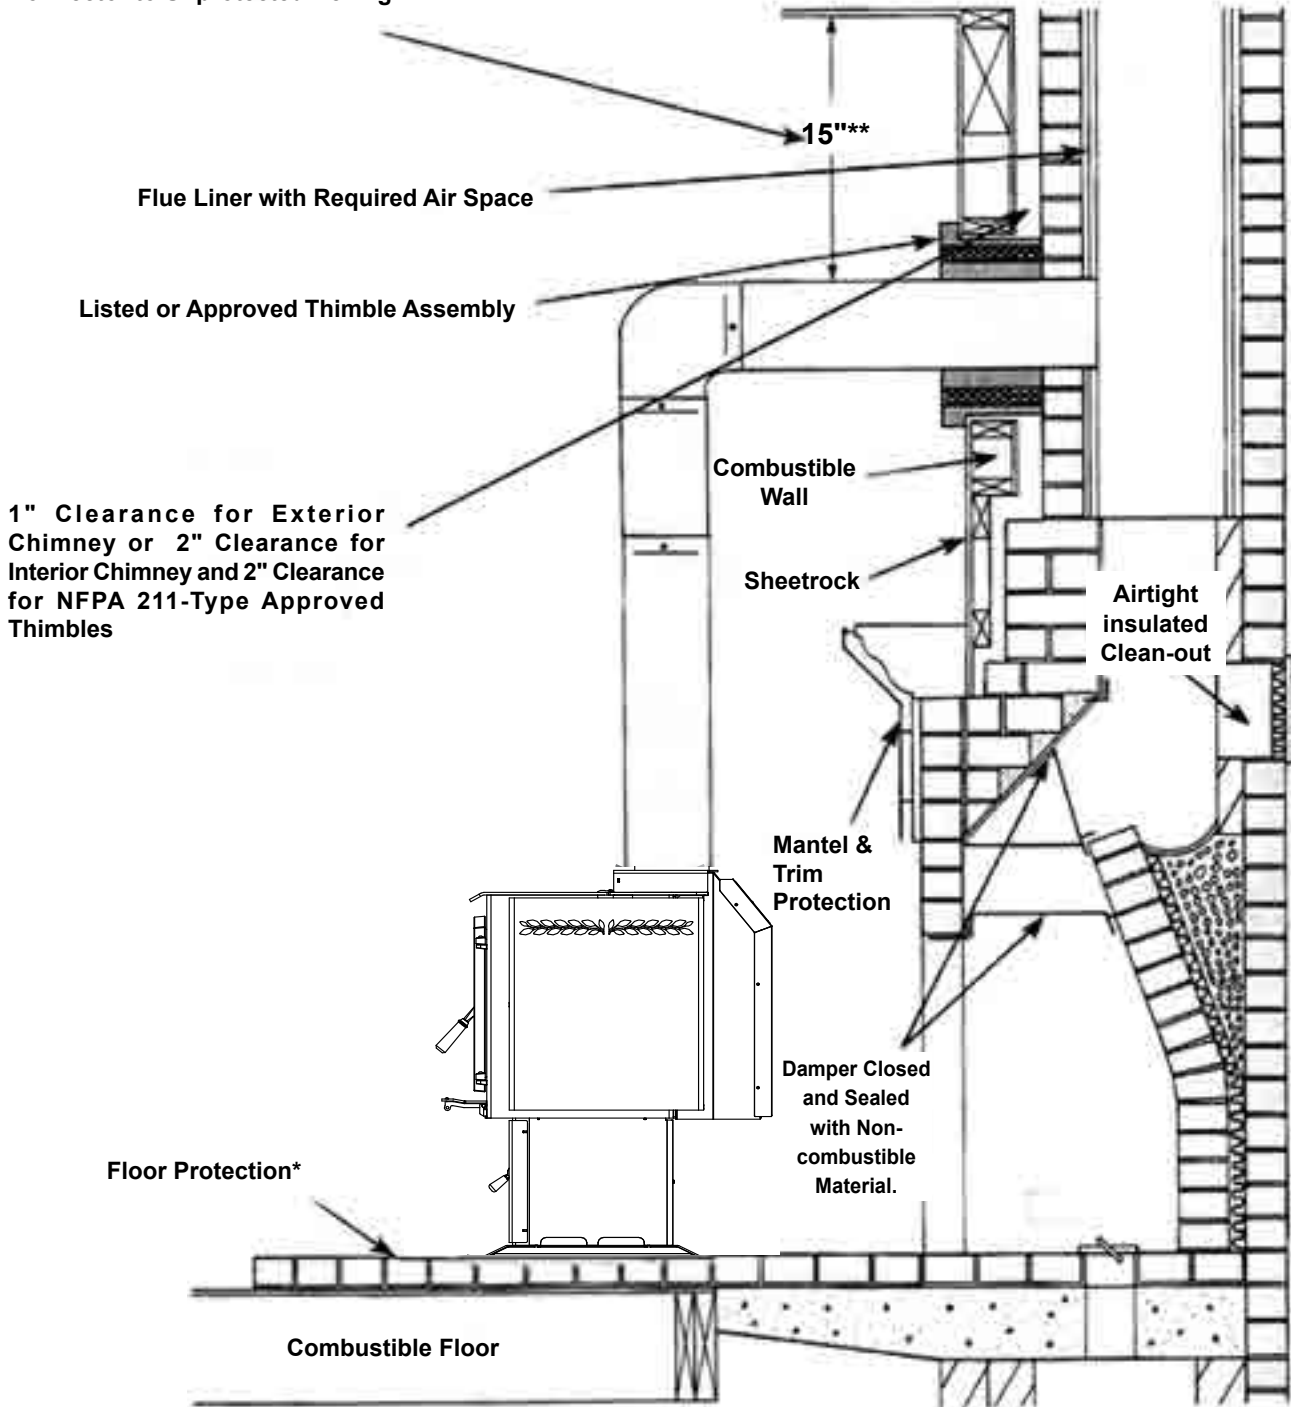 15"**
Flue Liner with Required Air Space
Listed or Approved Thimble Assembly
Combustible
Wall
1" Clearance for Exterior
Chimney or 2" Clearance for
Interior Chimney and 2" Clearance
for NFPA 211-Type Approved
Thimbles
Sheetrock
Airtight
insulated
Clean-out
Mantel &
Trim
Protection
Damper Closed
and Sealed
with Non-
combustible
Material.
Floor Protection*
Combustible Floor